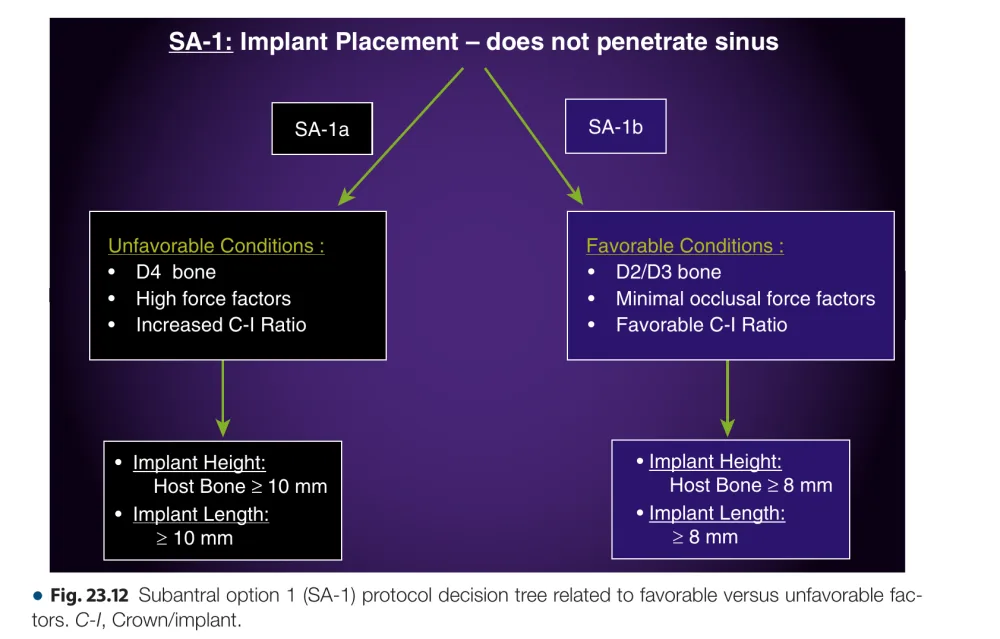 SA-1: Implant Placement – does not penetrate sinus
SA-1a
SA-1b
Unfavorable Conditions :
• D4 bone
• High force factors
• Increased C-I Ratio
Favorable Conditions :
• D2/D3 bone
• Minimal occlusal force factors
• Favorable C-I Ratio
• Implant Height:
Host Bone ≥ 10 mm
• Implant Length:
≥ 10 mm
• Implant Height:
Host Bone ≥ 8 mm
• Implant Length:
≥ 8 mm
• Fig. 23.12 Subantral option 1 (SA-1) protocol decision tree related to favorable versus unfavorable fac-
tors. C-I, Crown/implant.